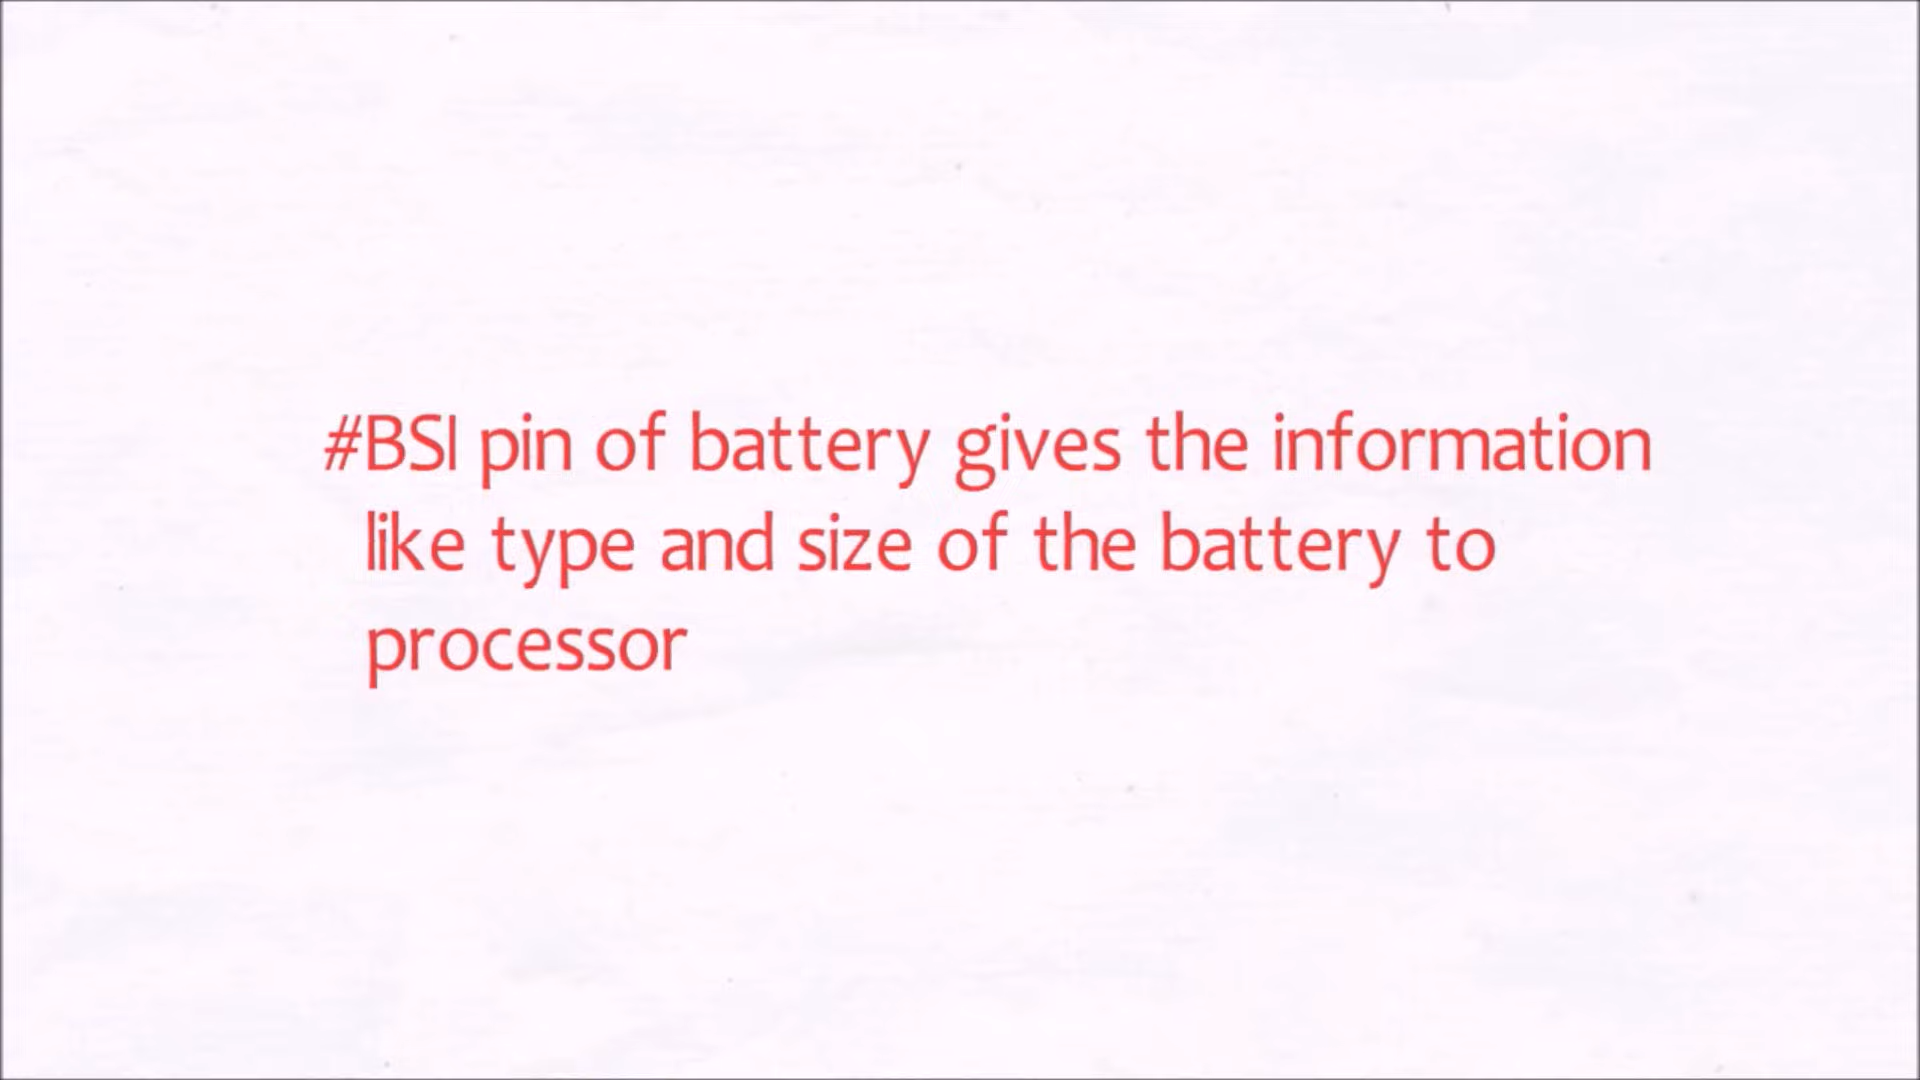 #BSI pin of battery gives the information
like type and size of the battery to
processor